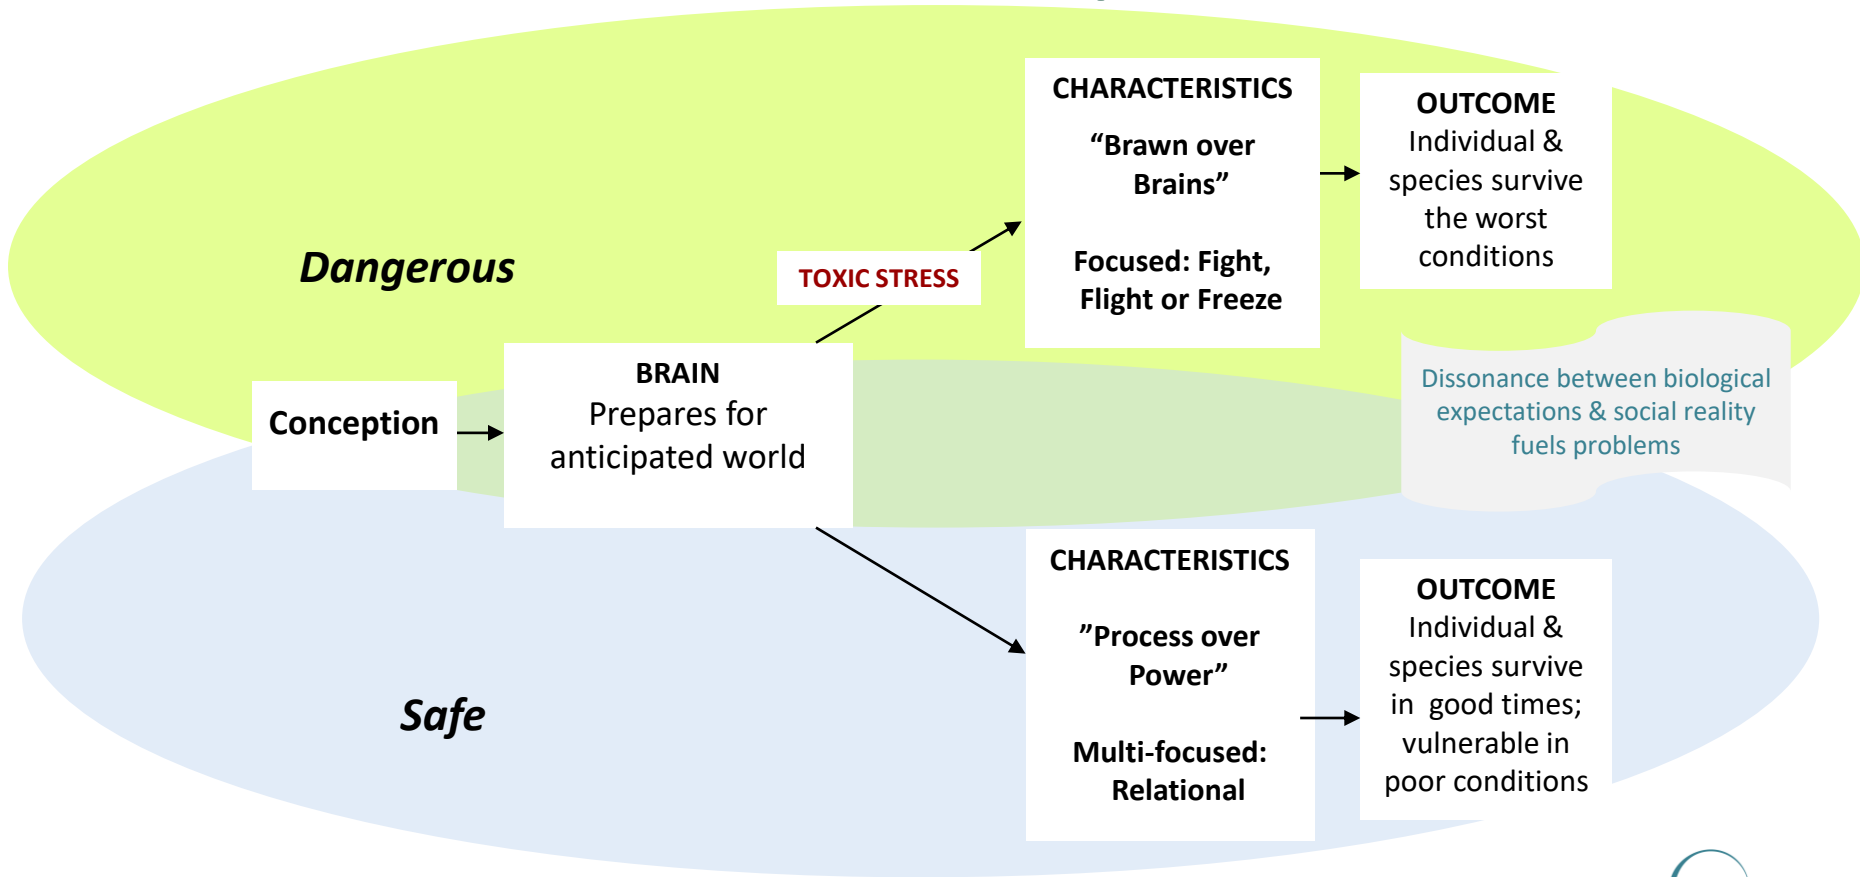 CHARACTERISTICS
“Brawn over
Brains”
Focused: Fight,
Flight or Freeze
OUTCOME
Individual &
species survive
the worst
conditions
Dangerous
TOXIC STRESS
Conception
BRAIN
Prepares for
anticipated world
Dissonance between biological
expectations & social reality
fuels problems
CHARACTERISTICS
”Process over
Power”
Multi-focused:
Relational
OUTCOME
Individual &
species survive
in  good times;
vulnerable in
poor conditions
Safe